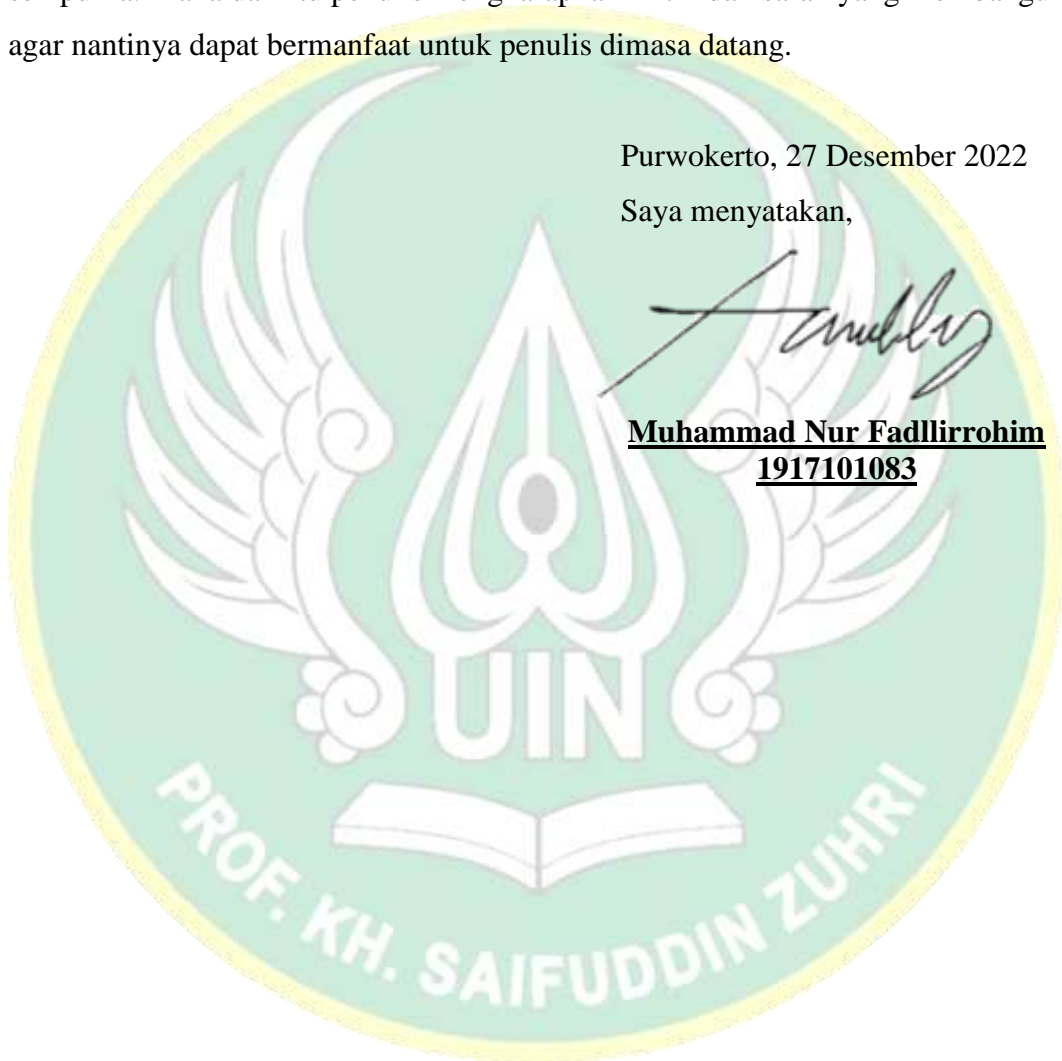 agar nantinya dapat bermanfaat untuk penulis dimasa datang.
Purwokerto, 27 Desember 2022
Saya menyatakan,
Muhammad Nur Fadllirrohim
1917101083
UIN
PROF. KH. SAIFUDDIN ZUHRI